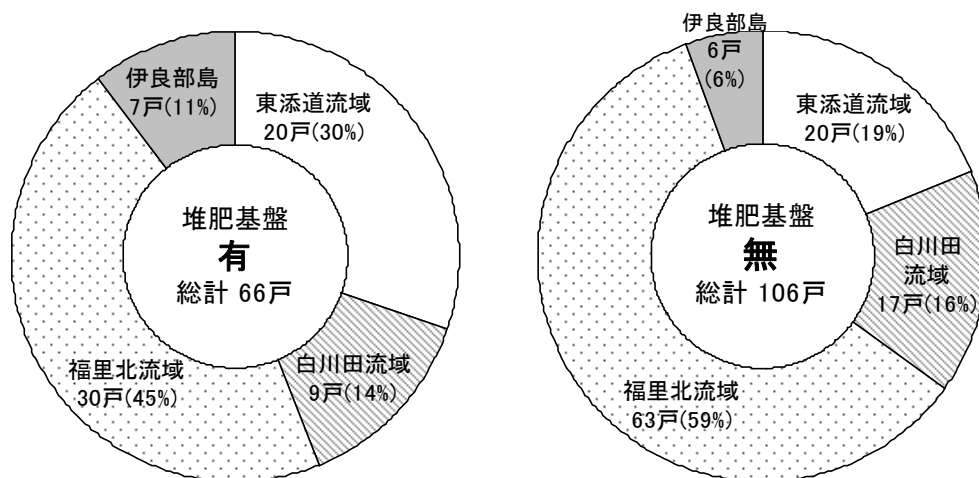 伊良部島
7戸(11%)
東添道流域
20戸(30%)
堆肥基盤
有
総計 66戸
白川田流域
9戸(14%)
福里北流域
30戸(45%)
伊良部島
6戸
(6%)
東添道流域
20戸(19%)
堆肥基盤
無
総計 106戸
白川田
流域
17戸(16%)
福里北流域
63戸(59%)